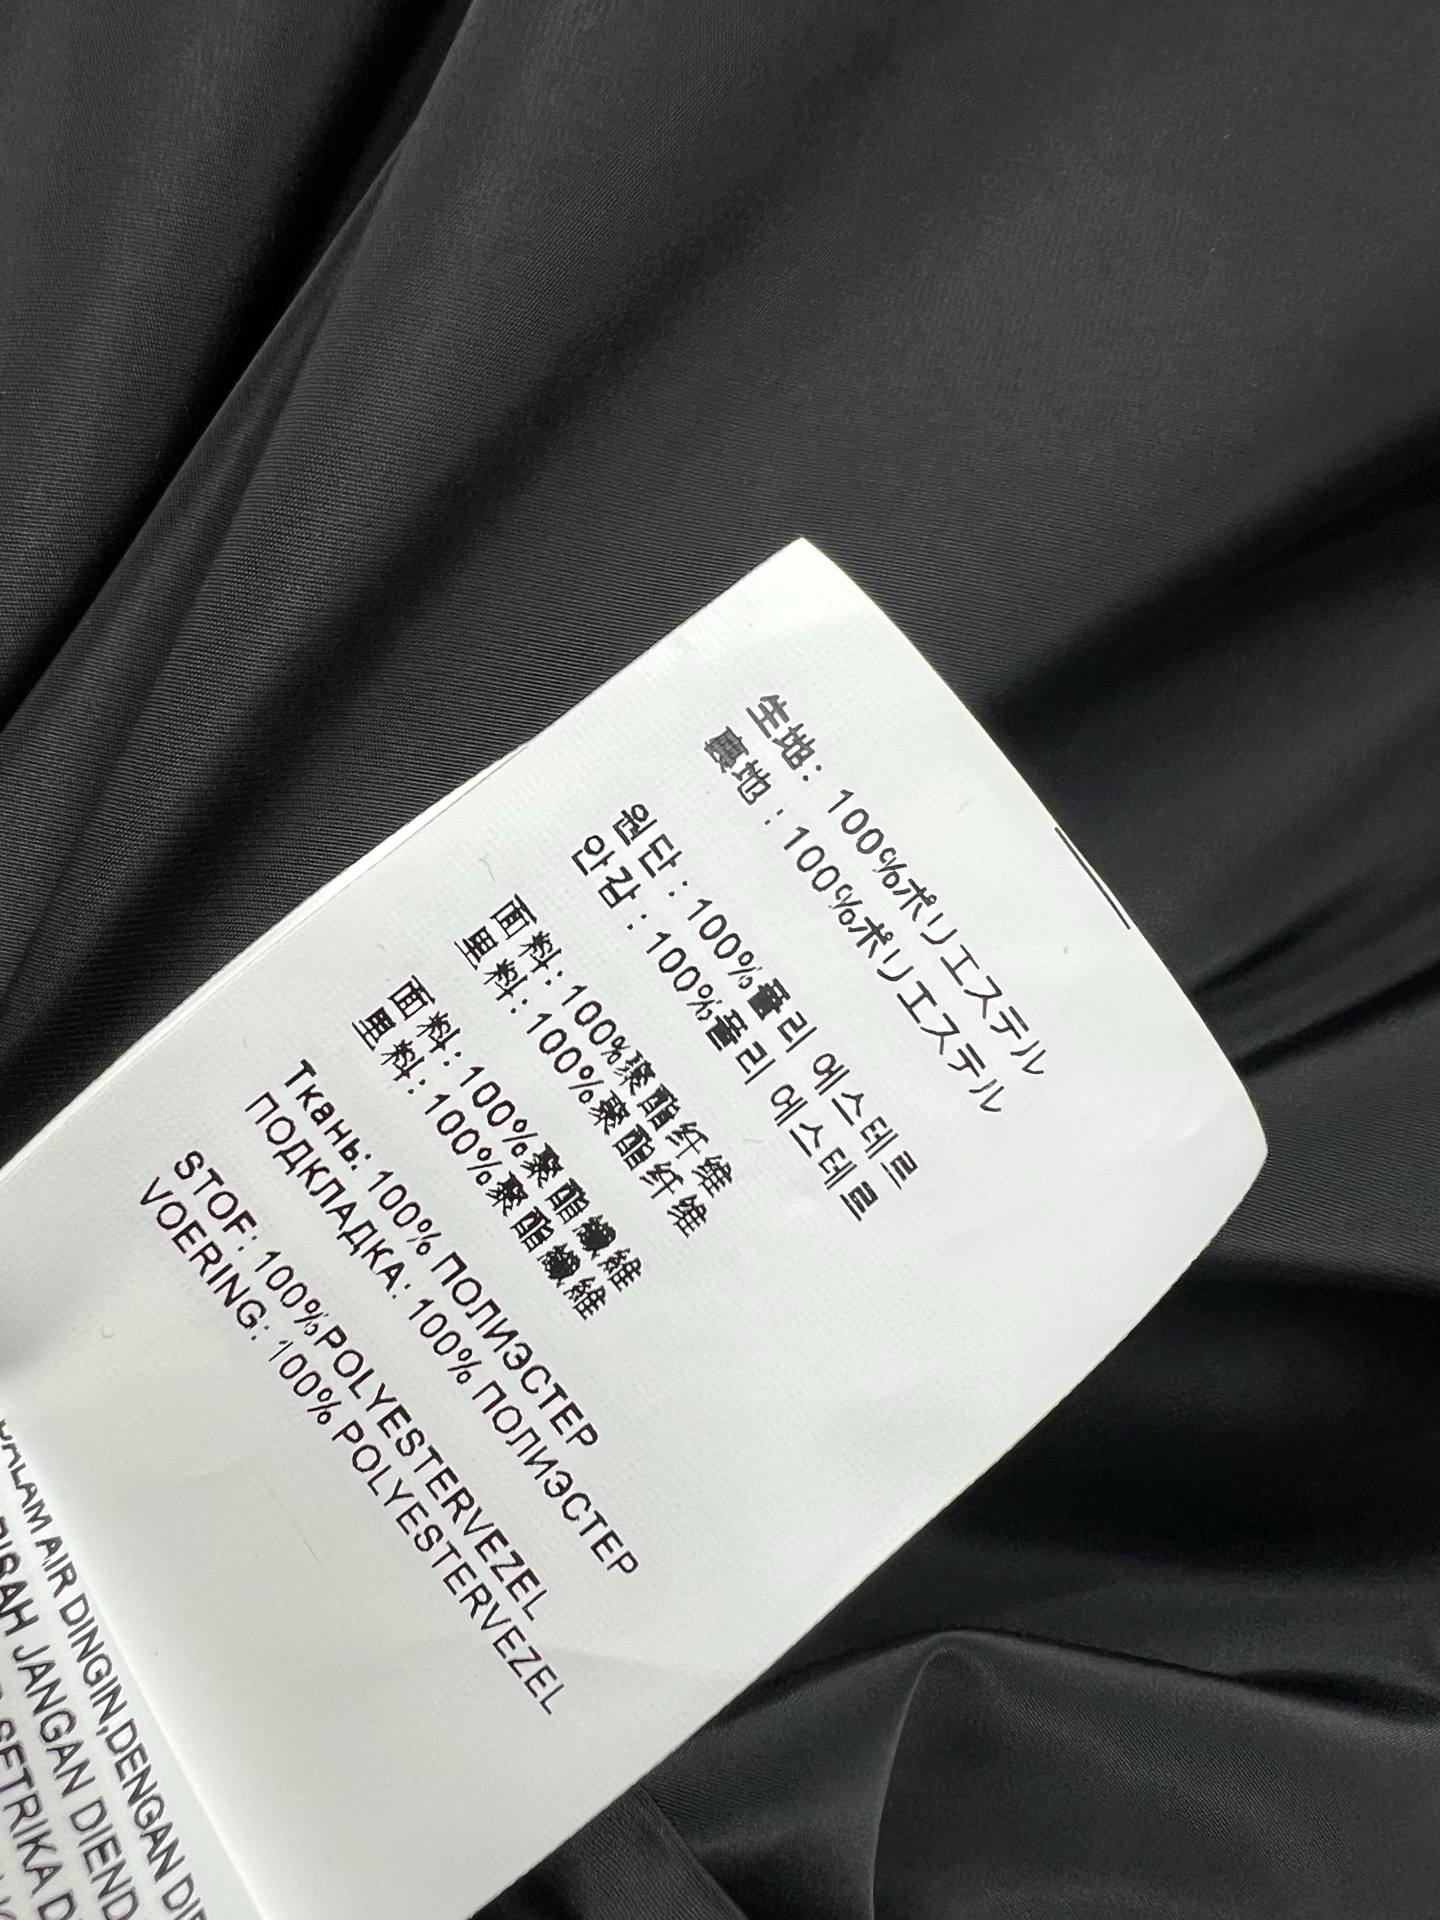 生地: 100%ポリエステル
裏地: 100%ポリエステル
원단: 100%폴리 에스테르
안감: 100%폴리 에스테르
面料: 100%聚酯纤维
里料: 100%聚酯纤维
面料: 100%聚酯纖維
里料: 100%聚酯纖維
Ткань: 100% ПОЛИЭСТЕР
ПОДКЛАДКА: 100% ПОЛИЭСТЕР
STOF: 100%POLYESTERVEZEL
VOERING: 100% POLYESTERVEZEL
DALAM AIR DINGIN,DENGAN
JANGAN
SETRIKA